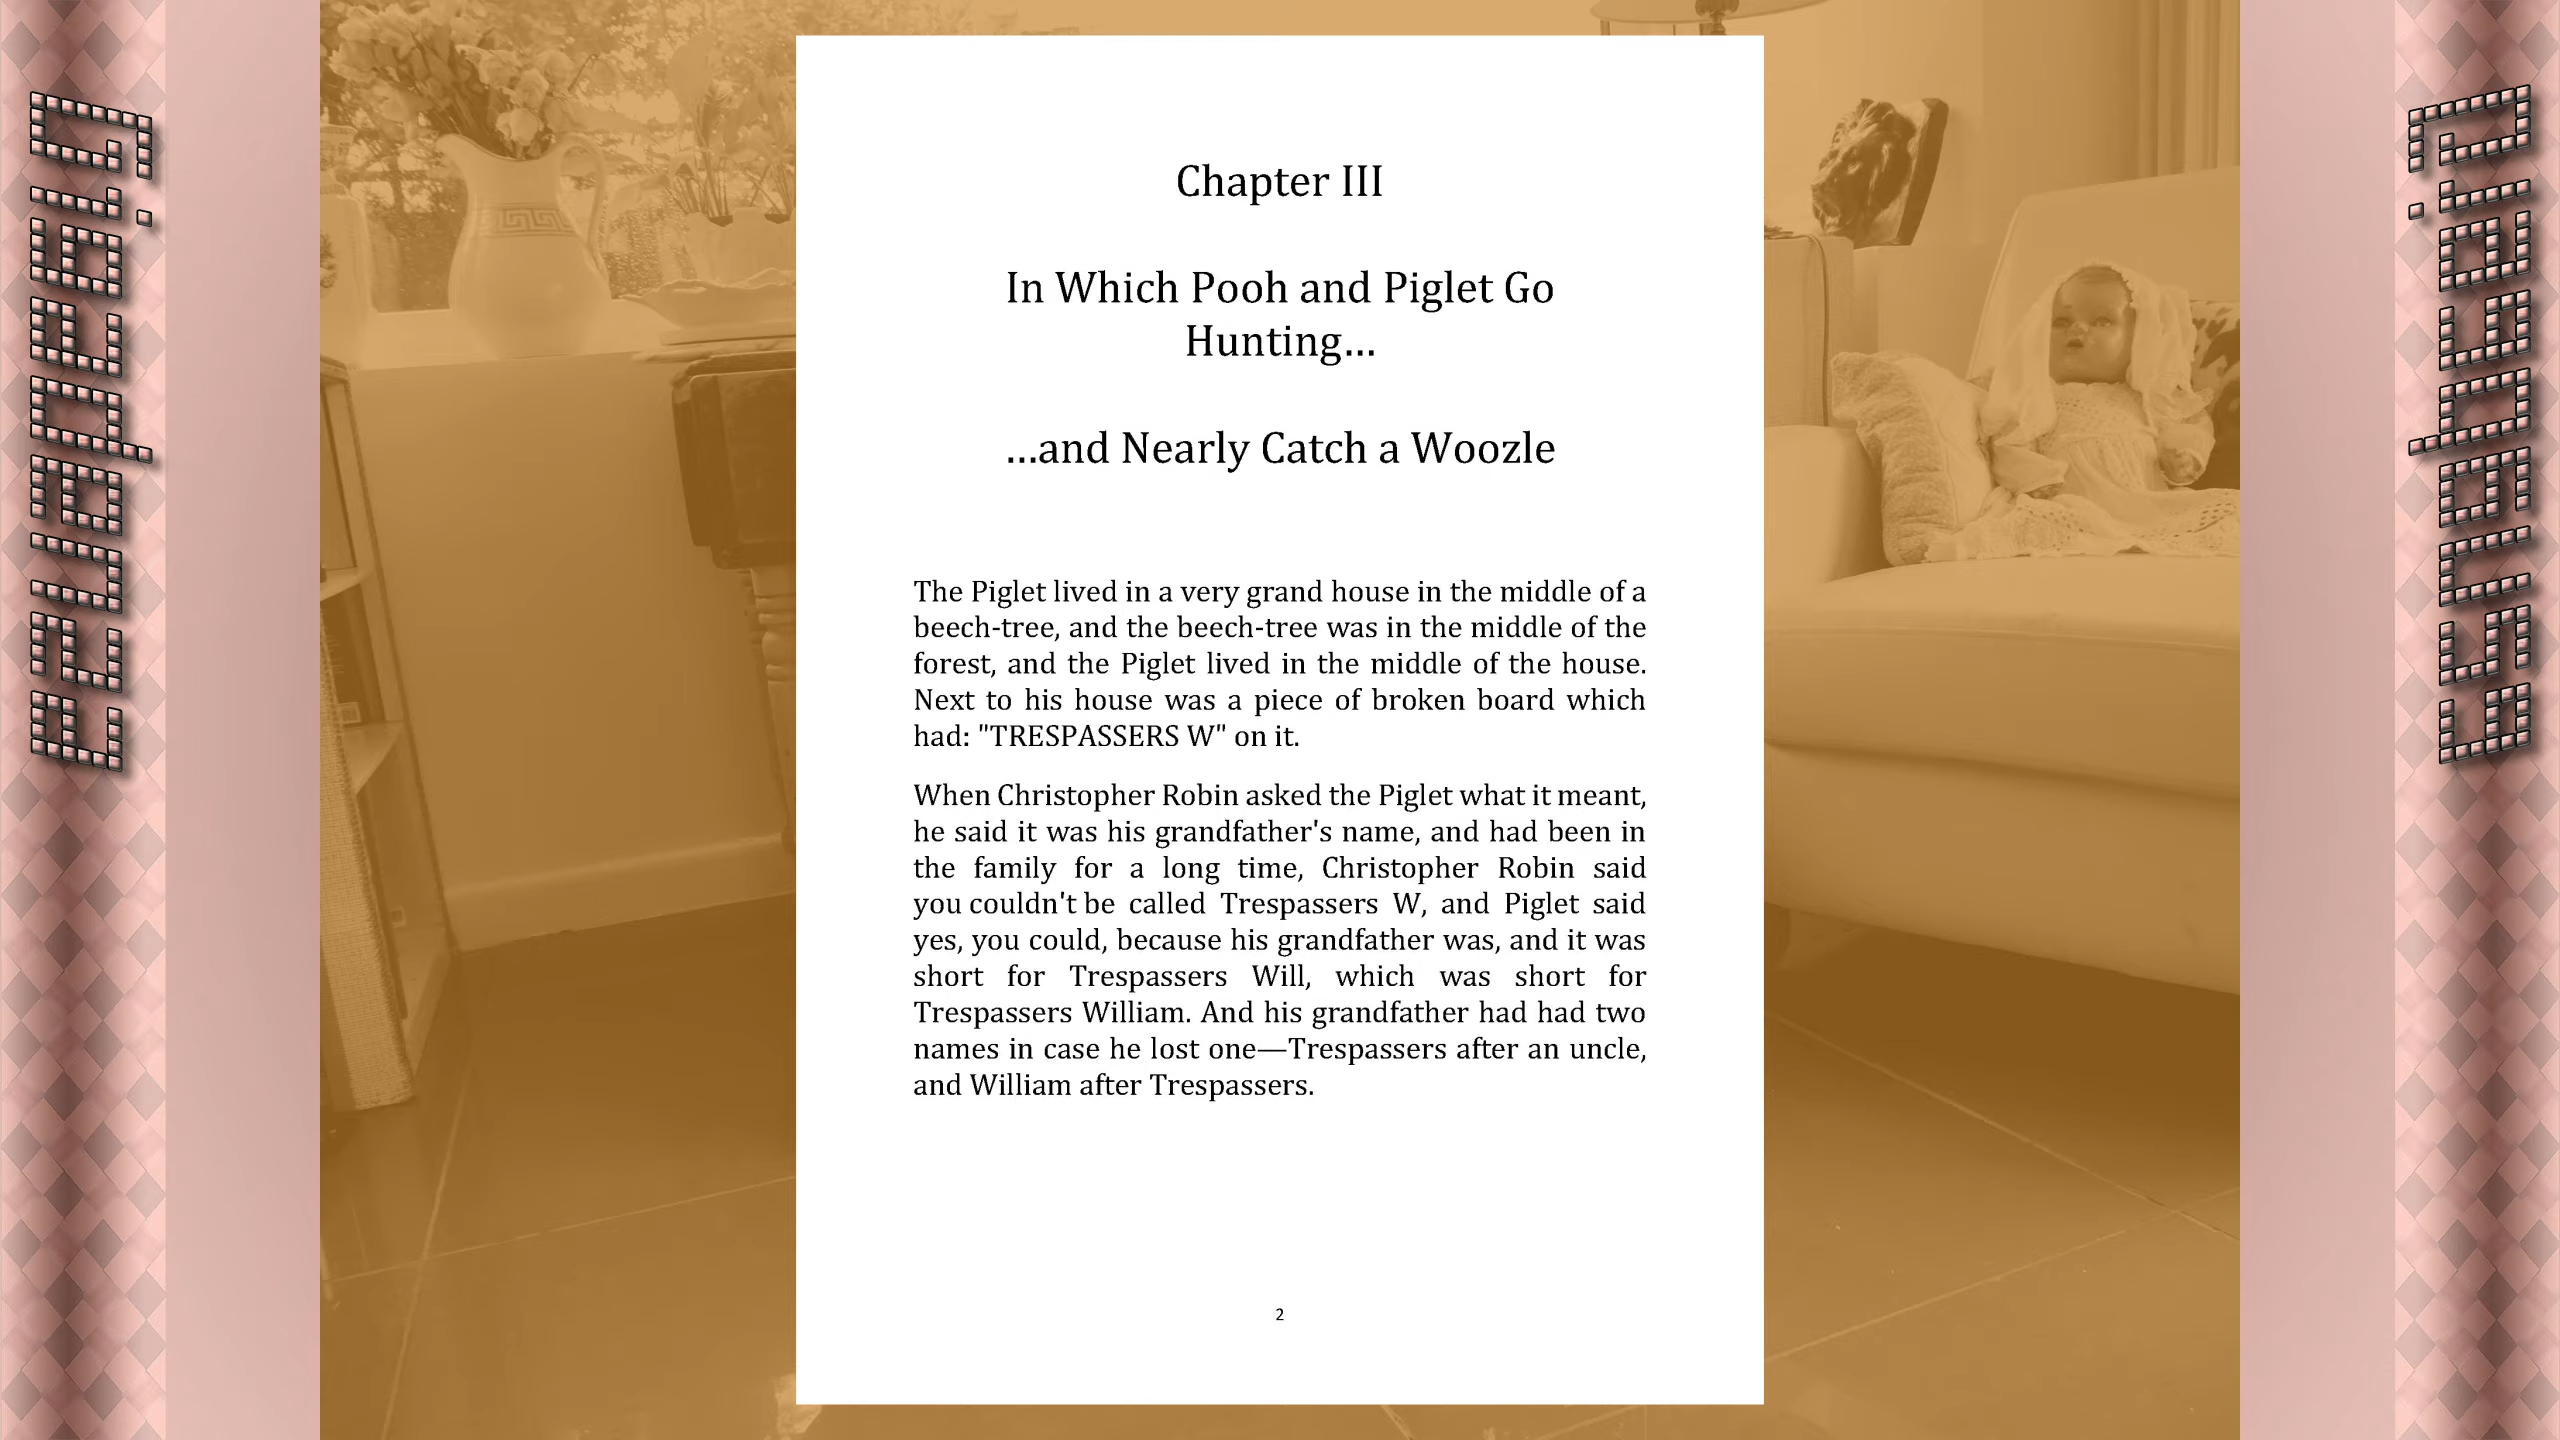 Chapter III
In Which Pooh and Piglet Go
Hunting…
…and Nearly Catch a Woozle
The Piglet lived in a very grand house in the middle of a
beech-tree, and the beech-tree was in the middle of the
forest, and the Piglet lived in the middle of the house.
Next to his house was a piece of broken board which
had: "TRESPASSERS W" on it.
When Christopher Robin asked the Piglet what it meant,
he said it was his grandfather's name, and had been in
the family for a long time, Christopher Robin said
you couldn't be called Trespassers W, and Piglet said
yes, you could, because his grandfather was, and it was
short for Trespassers Will, which was short for
Trespassers William. And his grandfather had had two
names in case he lost one—Trespassers after an uncle,
and William after Trespassers.
2